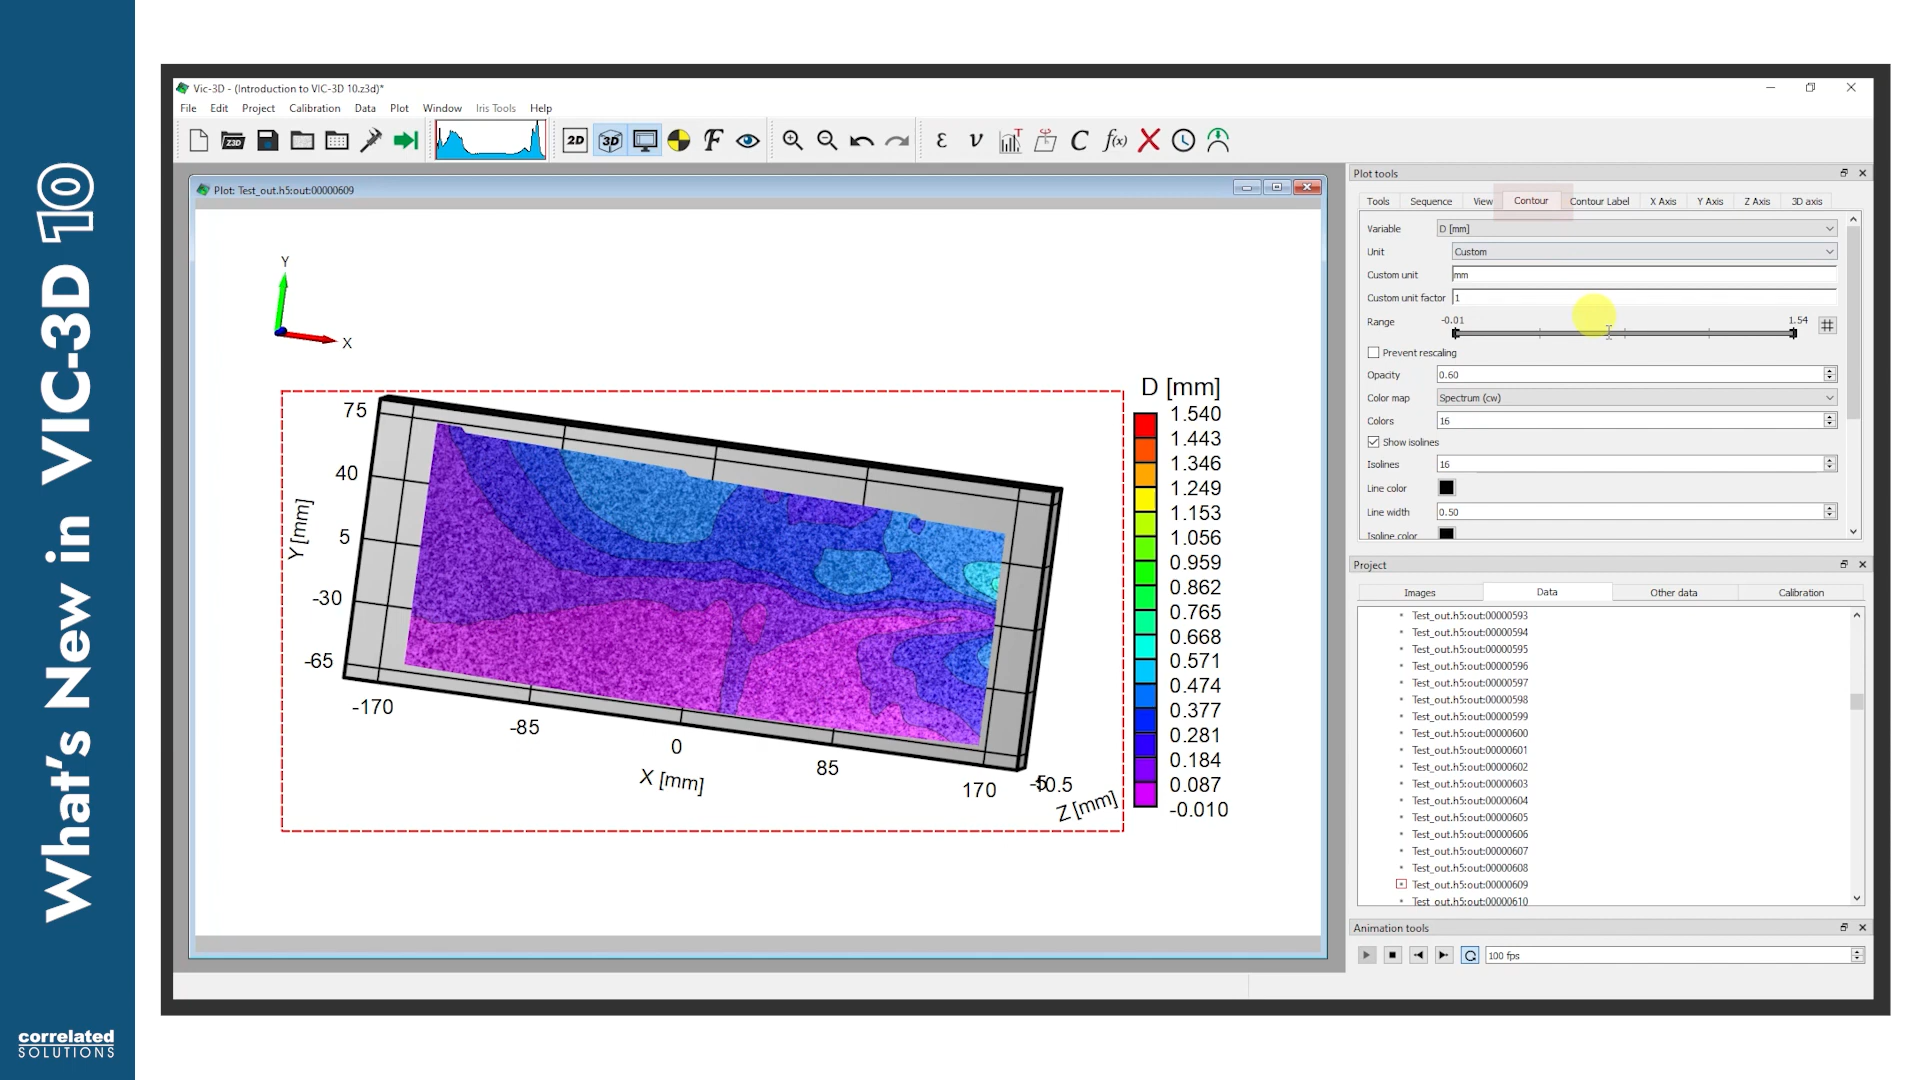 What's New in VIC-3D 10
correlated
SOLUTIONS
Vic-3D - (Introduction to VIC-3D 10.z3d)*
File Edit Project Calibration Data Plot Window Iris Tools Help
Z3D 2D 3D F ε ν T C f(x)
Plot: Test_out.h5:out:00000609
Y
X
75
40
5
-30
-65
Y [mm]
-170
-85
0
85
170
X [mm]
Z [mm]
D [mm]
1.540
1.443
1.346
1.249
1.153
1.056
0.959
0.862
0.765
0.668
0.571
0.474
0.377
0.281
0.184
0.087
-0.010
Plot tools
Tools Sequence View Contour Contour Label X Axis Y Axis Z Axis 3D axis
Variable D [mm]
Unit Custom
Custom unit mm
Custom unit factor 1
Range -0.01 1.54
Prevent rescaling
Opacity 0.60
Color map Spectrum (cw)
Colors 16
Show isolines
Isolines 16
Line color
Line width 0.50
Isoline color
Project
Images Data Other data Calibration
Test_out.h5:out:00000593
Test_out.h5:out:00000594
Test_out.h5:out:00000595
Test_out.h5:out:00000596
Test_out.h5:out:00000597
Test_out.h5:out:00000598
Test_out.h5:out:00000599
Test_out.h5:out:00000600
Test_out.h5:out:00000601
Test_out.h5:out:00000602
Test_out.h5:out:00000603
Test_out.h5:out:00000604
Test_out.h5:out:00000605
Test_out.h5:out:00000606
Test_out.h5:out:00000607
Test_out.h5:out:00000608
Test_out.h5:out:00000609
Test_out.h5:out:00000610
Animation tools
100 fps